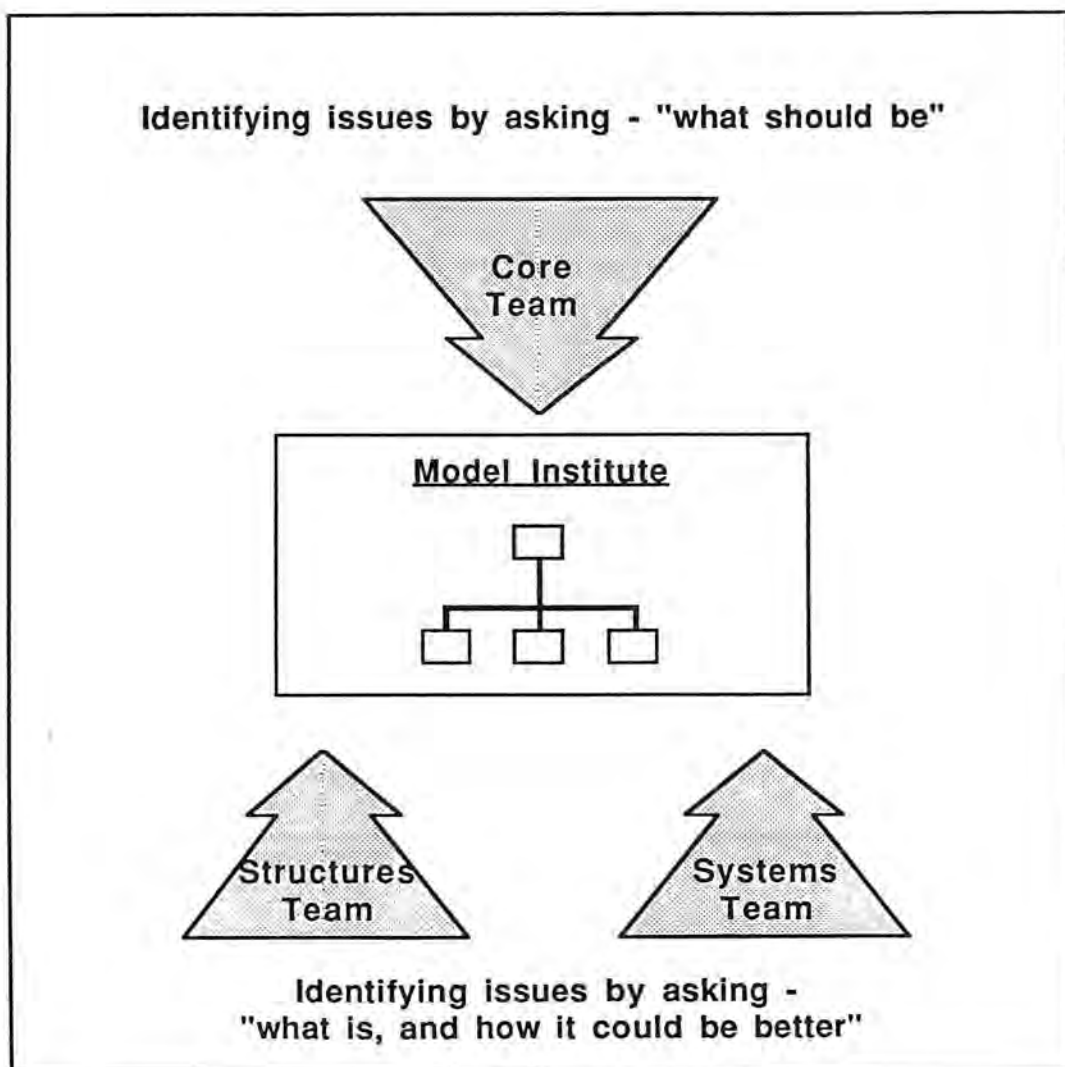 Identifying issues by asking - "what should be"
Core
Team
Model Institute
Structures
Team
Systems
Team
Identifying issues by asking -
"what is, and how it could be better"